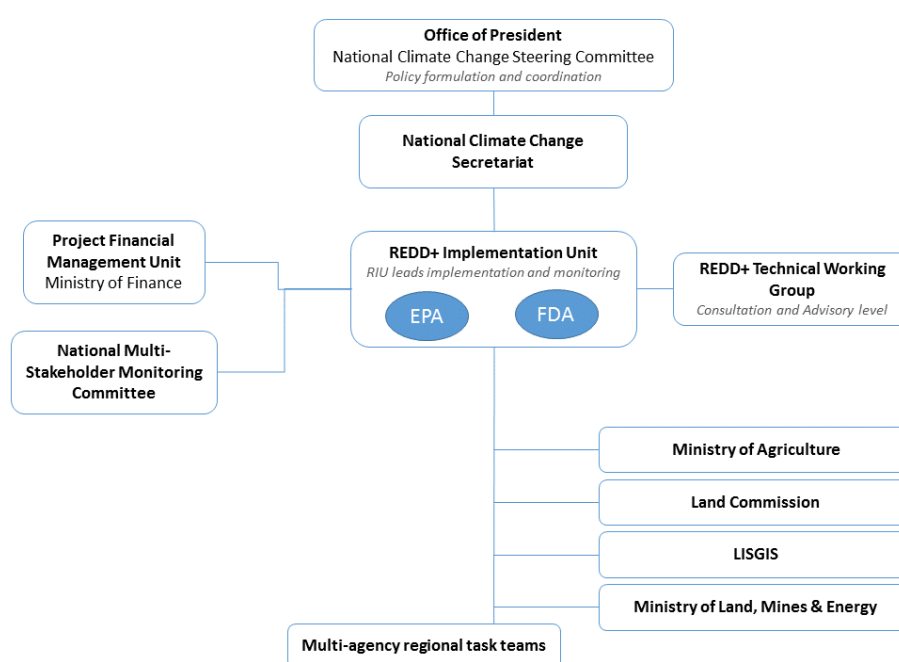 Office of President
National Climate Change Steering Committee
Policy formulation and coordination
National Climate Change
Secretariat
Project Financial
Management Unit
Ministry of Finance
REDD+ Implementation Unit
RIU leads implementation and monitoring
EPA
FDA
REDD+ Technical Working
Group
Consultation and Advisory level
National Multi-
Stakeholder Monitoring
Committee
Ministry of Agriculture
Land Commission
LISGIS
Ministry of Land, Mines & Energy
Multi-agency regional task teams